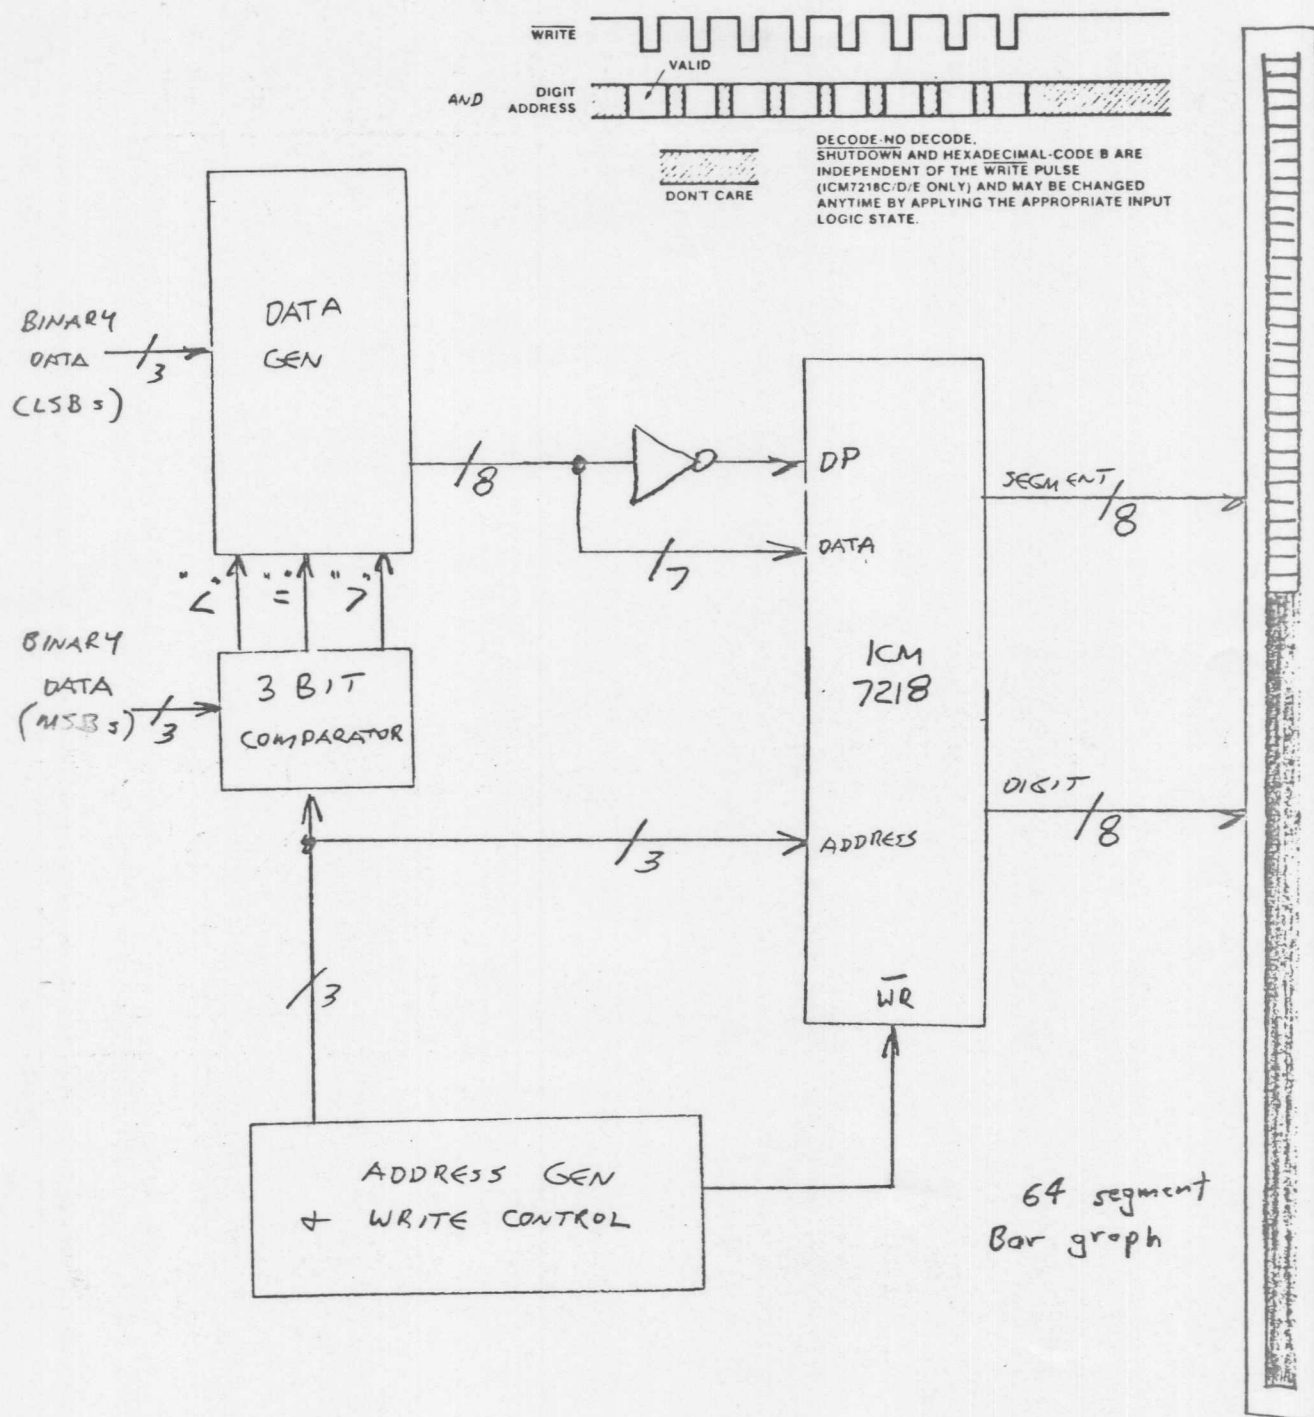 WRITE
VALID
AND DIGIT
ADDRESS
DECODE-NO DECODE,
SHUTDOWN AND HEXADECIMAL-CODE B ARE
INDEPENDENT OF THE WRITE PULSE
(ICM7218C/D/E ONLY) AND MAY BE CHANGED
ANYTIME BY APPLYING THE APPROPRIATE INPUT
LOGIC STATE.
DON'T CARE
DATA
GEN
BINARY
DATA
(LSBs)
3
8
DP
DATA
7
SEGMENT
8
"<" "=" ">"
BINARY
DATA
(MSBs)
3
3 BIT
COMPARATOR
ICM
7218
DIGIT
8
ADDRESS
3
3
WR
ADDRESS GEN
+ WRITE CONTROL
64 segment
Bar graph